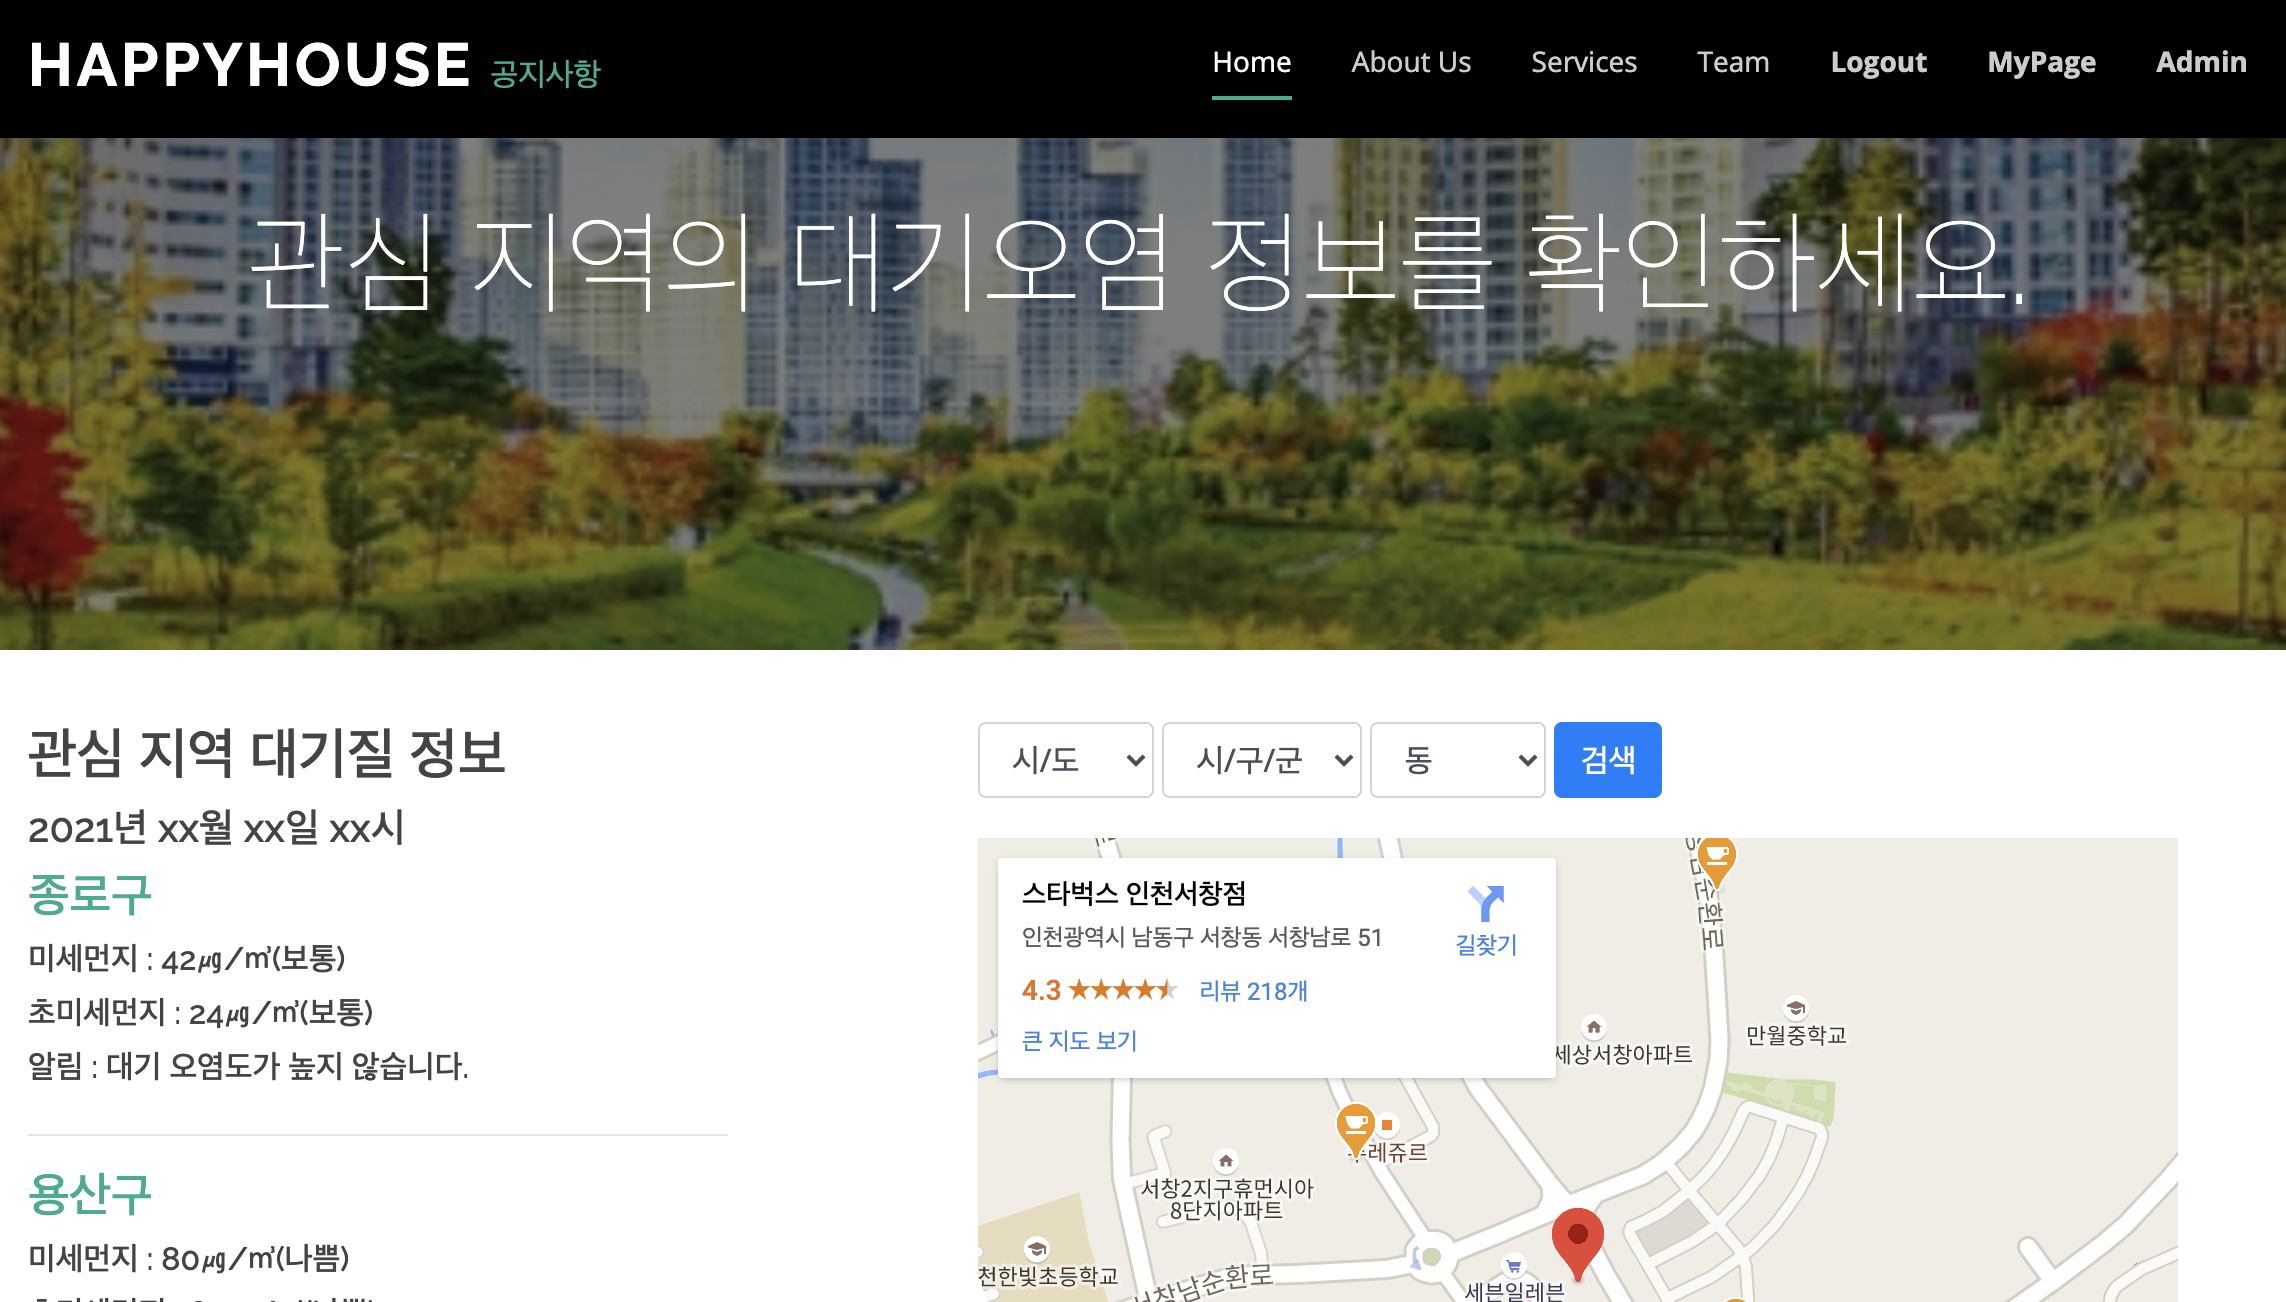 HAPPYHOUSE 공지사항
Home About Us Services Team Logout MyPage Admin
관심 지역의 대기오염 정보를 확인하세요.
관심 지역 대기질 정보
2021년 xx월 xx일 xx시
종로구
미세먼지 : 42㎍/㎥(보통)
초미세먼지 : 24㎍/㎥(보통)
알림 : 대기 오염도가 높지 않습니다.
용산구
미세먼지 : 80㎍/㎥(나쁨)
시/도 시/구/군 동 검색
스타벅스 인천서창점
인천광역시 남동구 서창동 서창남로 51
길찾기
4.3 리뷰 218개
큰 지도 보기
만월중학교
세상서창아파트
레쥬르
서창2지구휴먼시아
8단지아파트
천한빛초등학교
서창남순환로
세븐일레븐